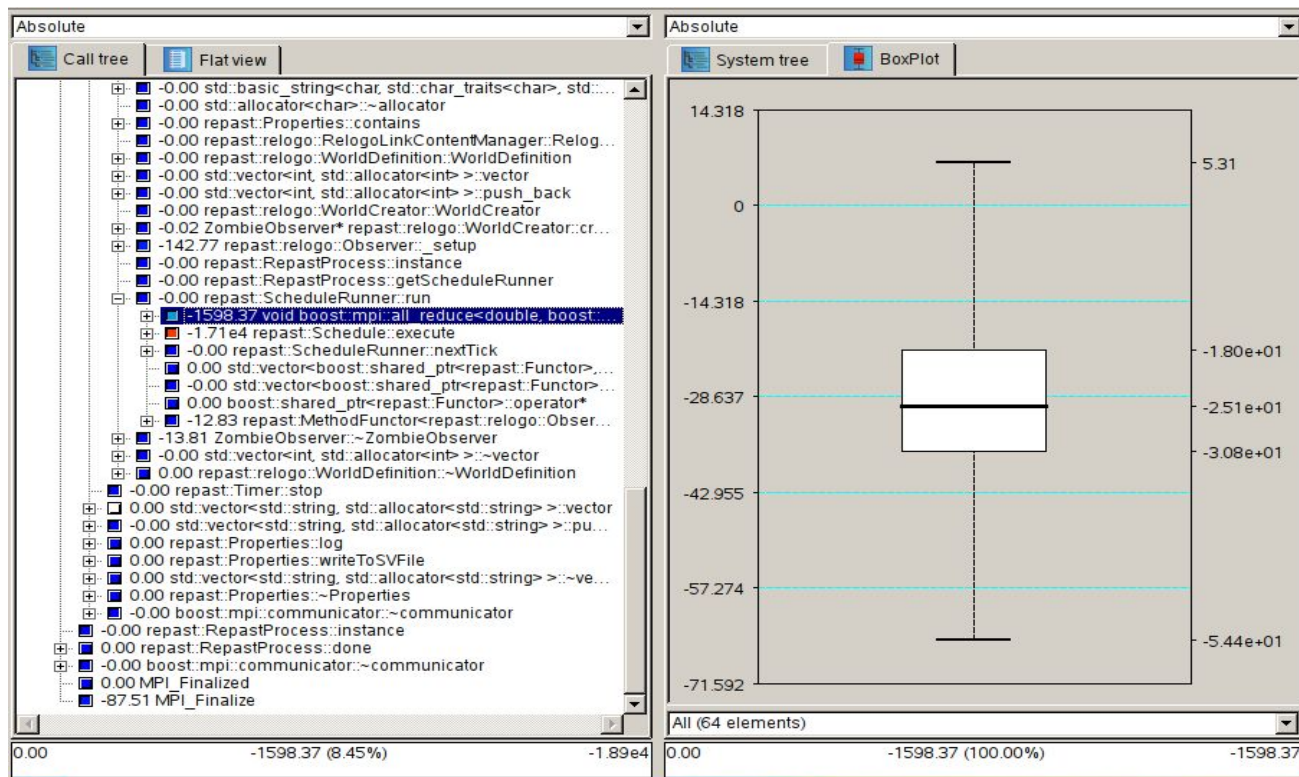 Absolute
Call tree
Flat view
-0.00 std::basic_string<char, std::char_traits<char>, std::...
-0.00 std::allocator<char>::~allocator
-0.00 repast::Properties::contains
-0.00 repast::relogo::RelogoLinkContentManager::Relog...
-0.00 repast::relogo::WorldDefinition::WorldDefinition
-0.00 std::vector<int, std::allocator<int> >::vector
-0.00 std::vector<int, std::allocator<int> >::push_back
-0.00 repast::relogo::WorldCreator::WorldCreator
-0.02 ZombieObserver* repast::relogo::WorldCreator::cr...
-142.77 repast::relogo::Observer::_setup
-0.00 repast::RepastProcess::instance
-0.00 repast::RepastProcess::getScheduleRunner
-0.00 repast::ScheduleRunner::run
-1598.37 void boost::mpi::all_reduce<double, boost::...
-1.71e4 repast::Schedule::execute
-0.00 repast::ScheduleRunner::nextTick
0.00 std::vector<boost::shared_ptr<repast::Functor>,...
-0.00 std::vector<boost::shared_ptr<repast::Functor>...
0.00 boost::shared_ptr<repast::Functor>::operator*
-12.83 repast::MethodFunctor<repast::relogo::Obser...
-13.81 ZombieObserver::~ZombieObserver
-0.00 std::vector<int, std::allocator<int> >::~vector
0.00 repast::relogo::WorldDefinition::~WorldDefinition
-0.00 repast::Timer::stop
0.00 std::vector<std::string, std::allocator<std::string> >::vector
-0.00 std::vector<std::string, std::allocator<std::string> >::pu...
0.00 repast::Properties::log
0.00 repast::Properties::writeToSVFile
0.00 std::vector<std::string, std::allocator<std::string> >::~ve...
0.00 repast::Properties::~Properties
-0.00 boost::mpi::communicator::~communicator
-0.00 repast::RepastProcess::instance
0.00 repast::RepastProcess::done
-0.00 boost::mpi::communicator::~communicator
0.00 MPI_Finalized
-87.51 MPI_Finalize
0.00 -1598.37 (8.45%) -1.89e4
Absolute
System tree
BoxPlot
14.318
5.31
0
-14.318
-1.80e+01
-28.637
-2.51e+01
-3.08e+01
-42.955
-57.274
-5.44e+01
-71.592
All (64 elements)
0.00 -1598.37 (100.00%) -1598.37